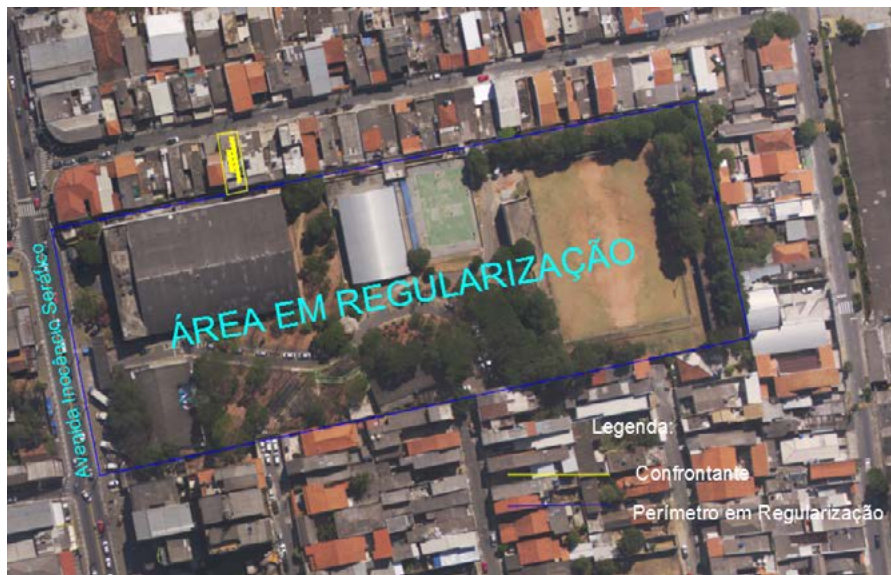 ÁREA EM REGULARIZAÇÃO
Avenida Inocêncio Seráfico
Legenda:
Confrontante
Perímetro em Regularização